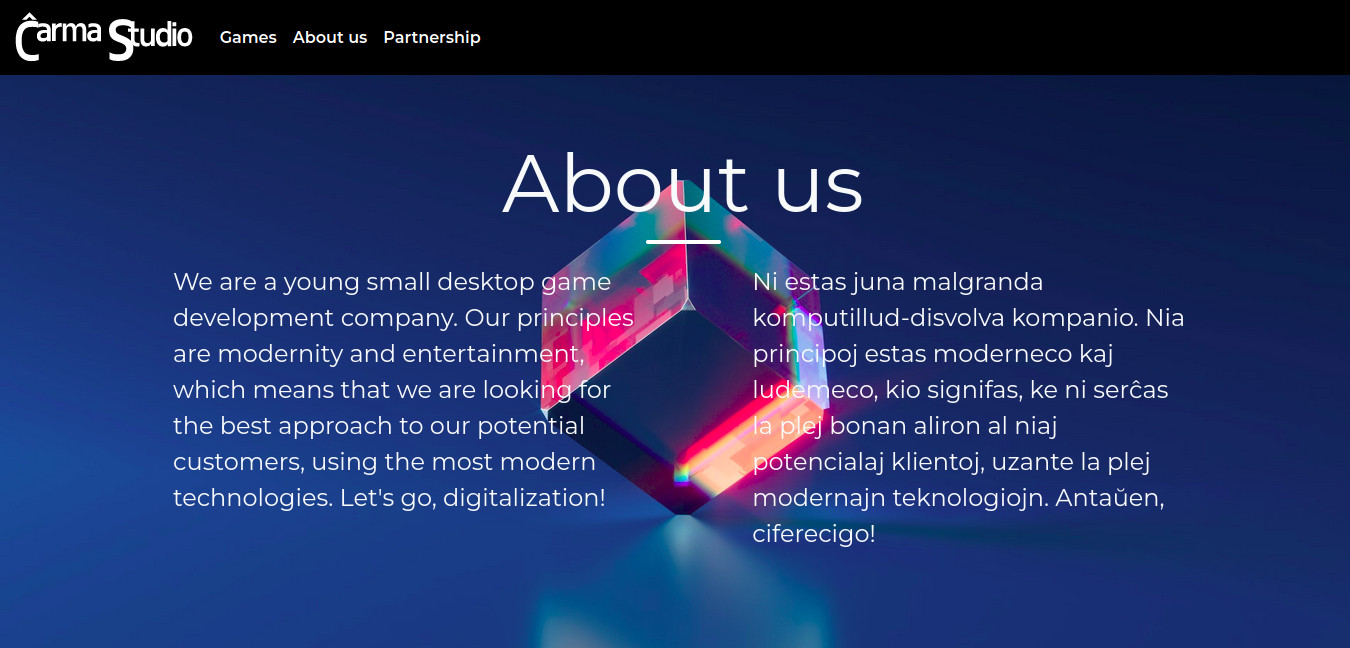 Ĉarma Studio
Games
About us
Partnership
About us
We are a young small desktop game
development company. Our principles
are modernity and entertainment,
which means that we are looking for
the best approach to our potential
customers, using the most modern
technologies. Let's go, digitalization!
Ni estas juna malgranda
komputillud-disvolva kompanio. Nia
principoj estas moderneco kaj
ludemeco, kio signifas, ke ni serĉas
la plej bonan aliron al niaj
potencialaj klientoj, uzante la plej
modernajn teknologiojn. Antaŭen,
ciferecigo!